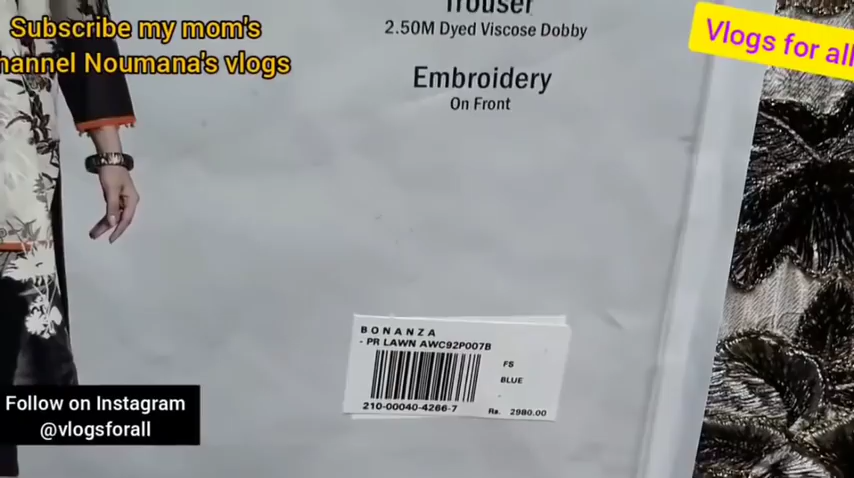 Subscribe my mom's
hannel Noumana's vlogs
Trouser
2.50M Dyed Viscose Dobby
Embroidery
On Front
Vlogs for all
BONANZA
- PR LAWN AWC92P007B
FS
BLUE
210-00040-4266-7
Rs. 2980.00
Follow on Instagram
@vlogsforall